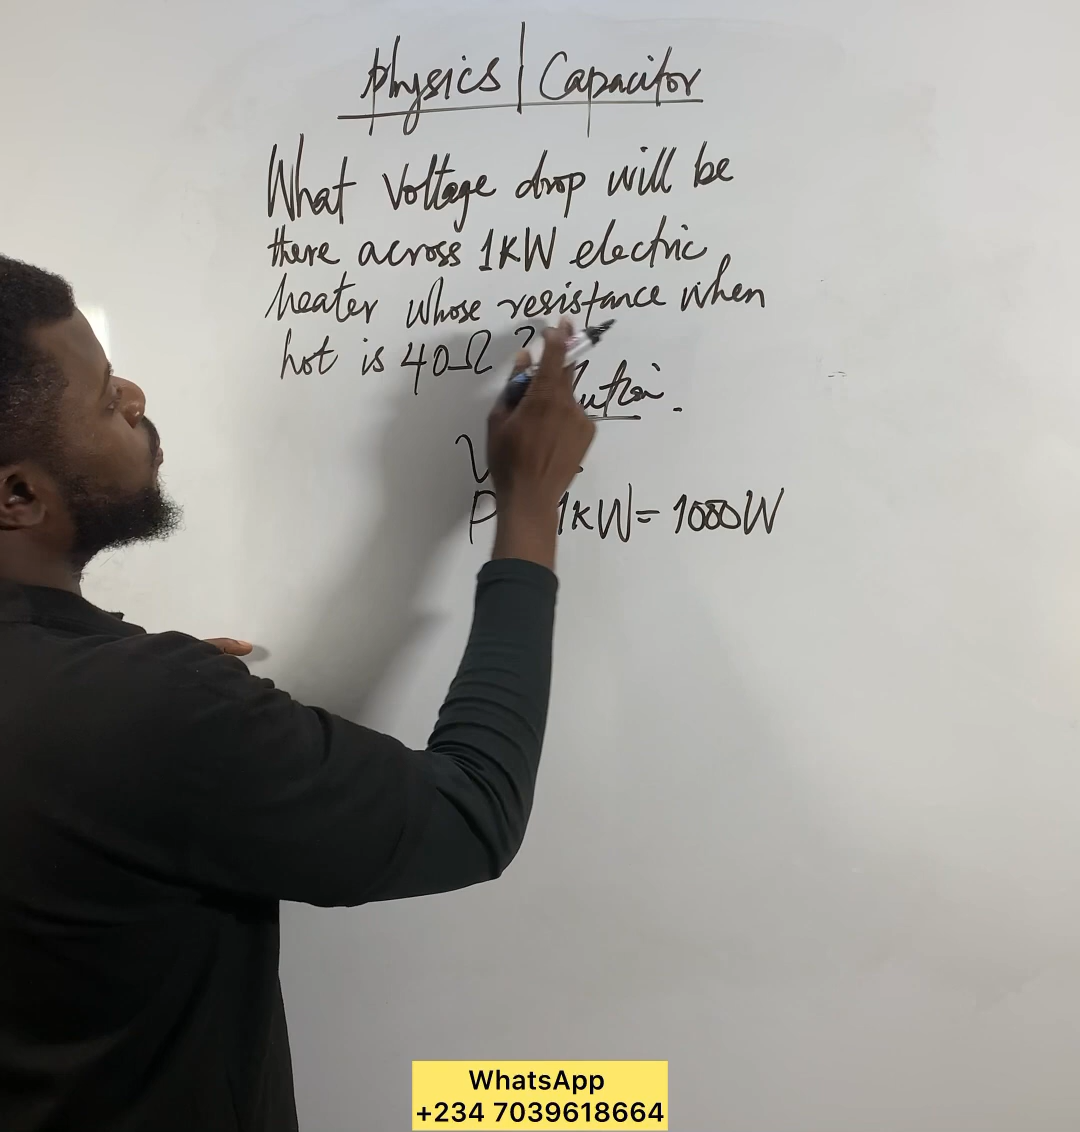 Physics | Capacitor
What Voltage drop will be
there across 1KW electric
heater whose resistance when
hot is 40Ω ?
V
P 1KW = 1000W
WhatsApp
+234 7039618664